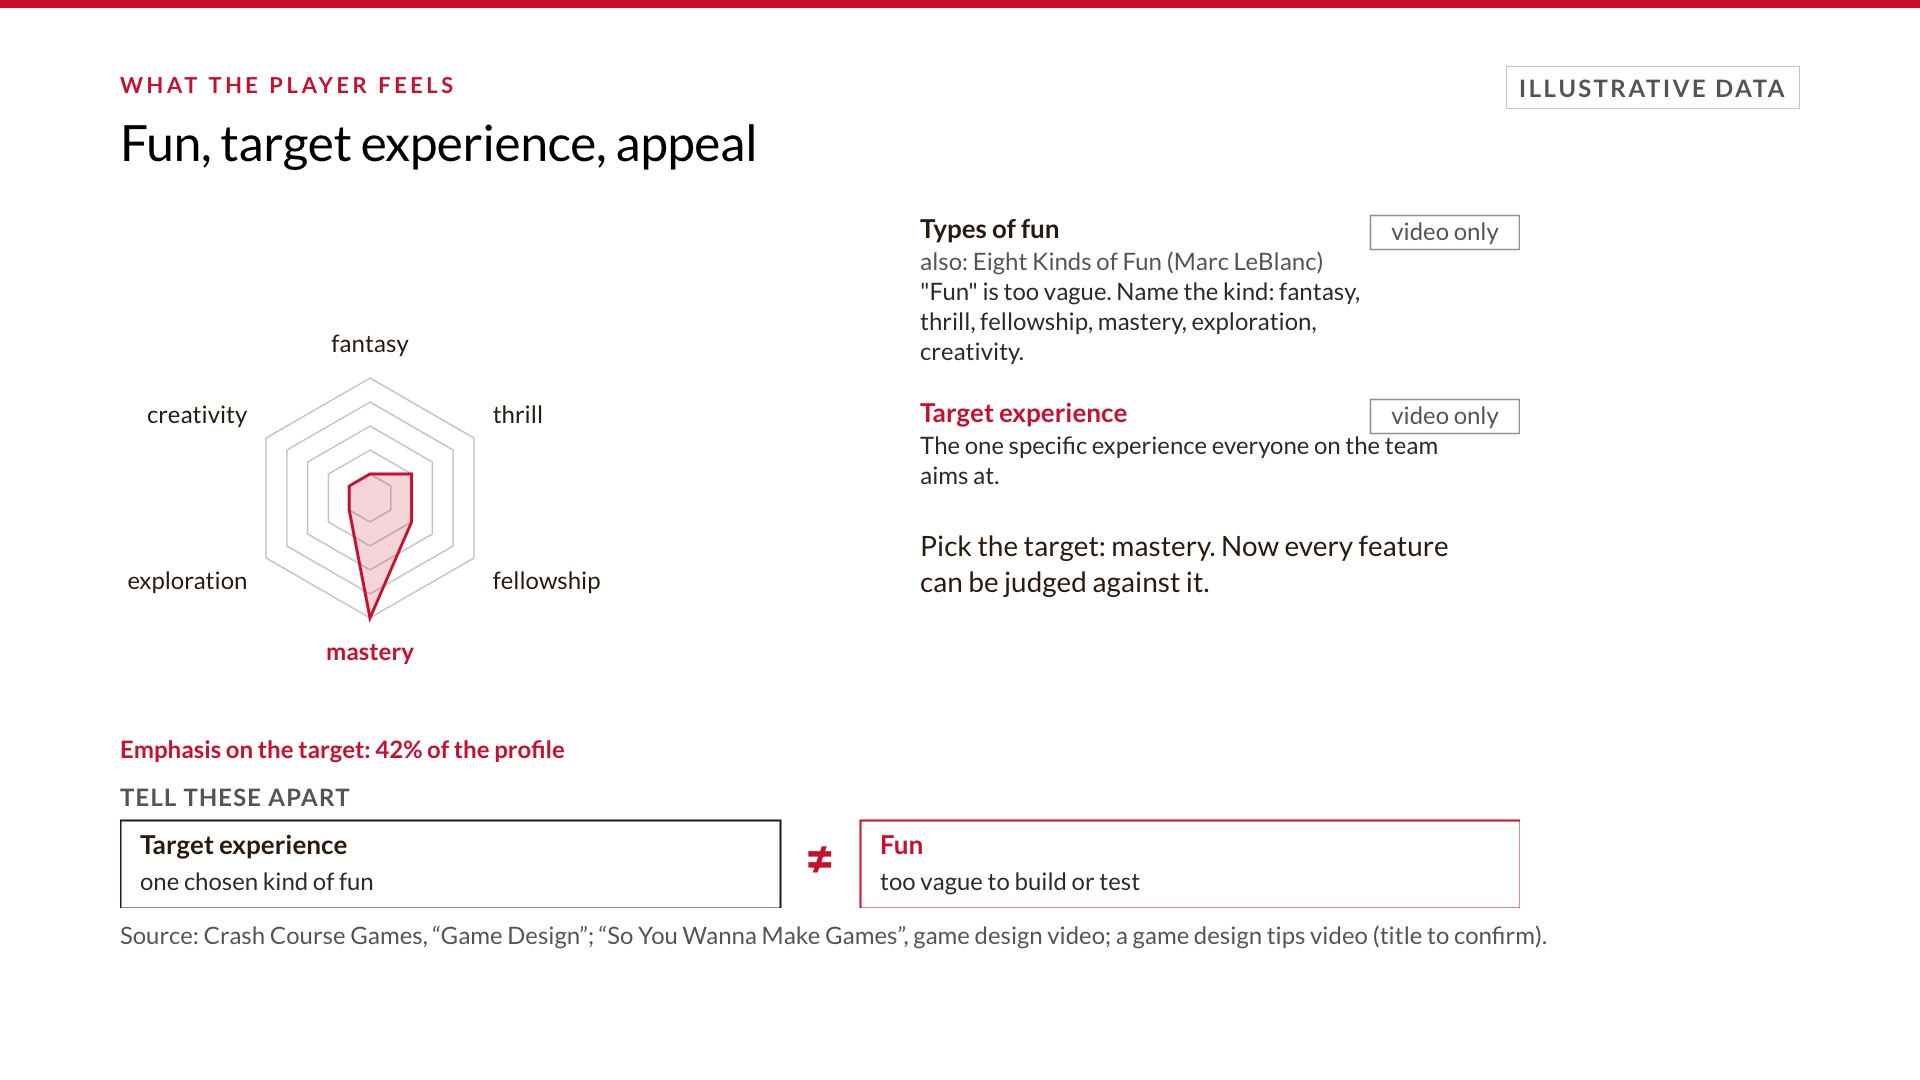 WHAT THE PLAYER FEELS
ILLUSTRATIVE DATA
Fun, target experience, appeal
Types of fun
video only
also: Eight Kinds of Fun (Marc LeBlanc)
"Fun" is too vague. Name the kind: fantasy,
thrill, fellowship, mastery, exploration,
creativity.
Target experience
video only
The one specific experience everyone on the team
aims at.
Pick the target: mastery. Now every feature
can be judged against it.
fantasy
creativity
thrill
exploration
fellowship
mastery
Emphasis on the target: 42% of the profile
TELL THESE APART
Target experience
one chosen kind of fun
≠
Fun
too vague to build or test
Source: Crash Course Games, “Game Design”; “So You Wanna Make Games”, game design video; a game design tips video (title to confirm).